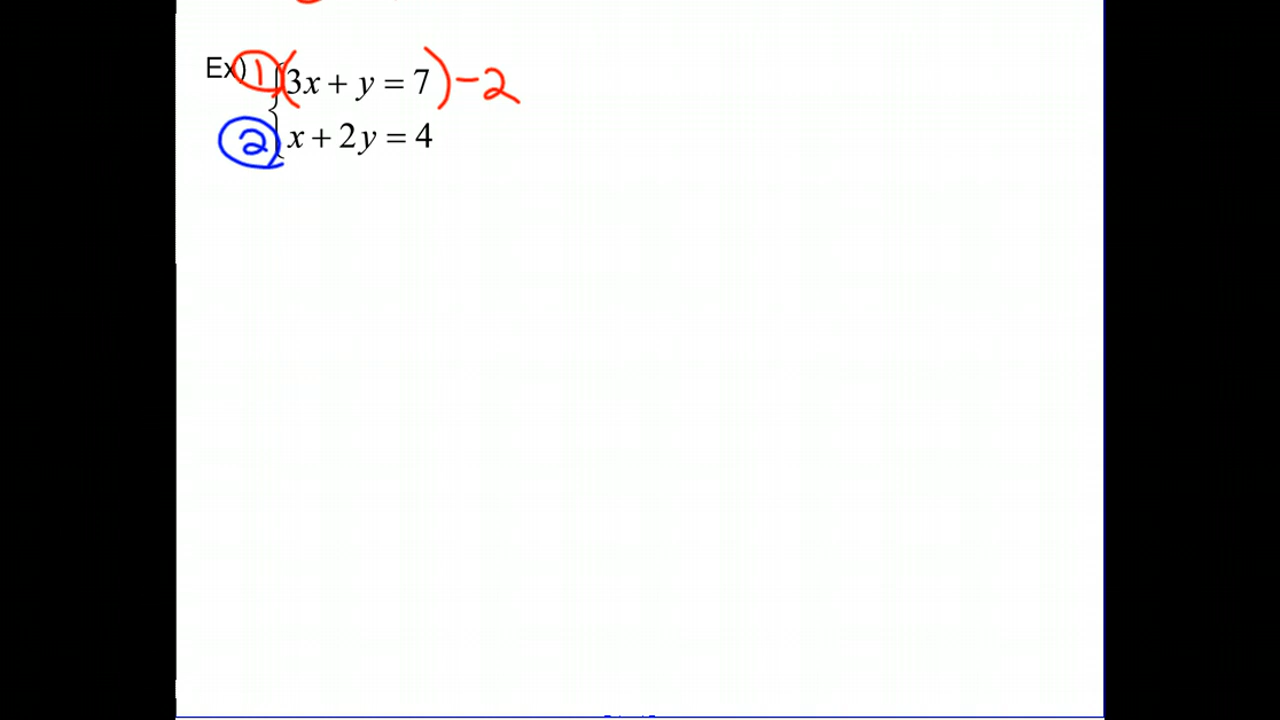 Ex) ① (3x + y = 7) -2
② x + 2y = 4